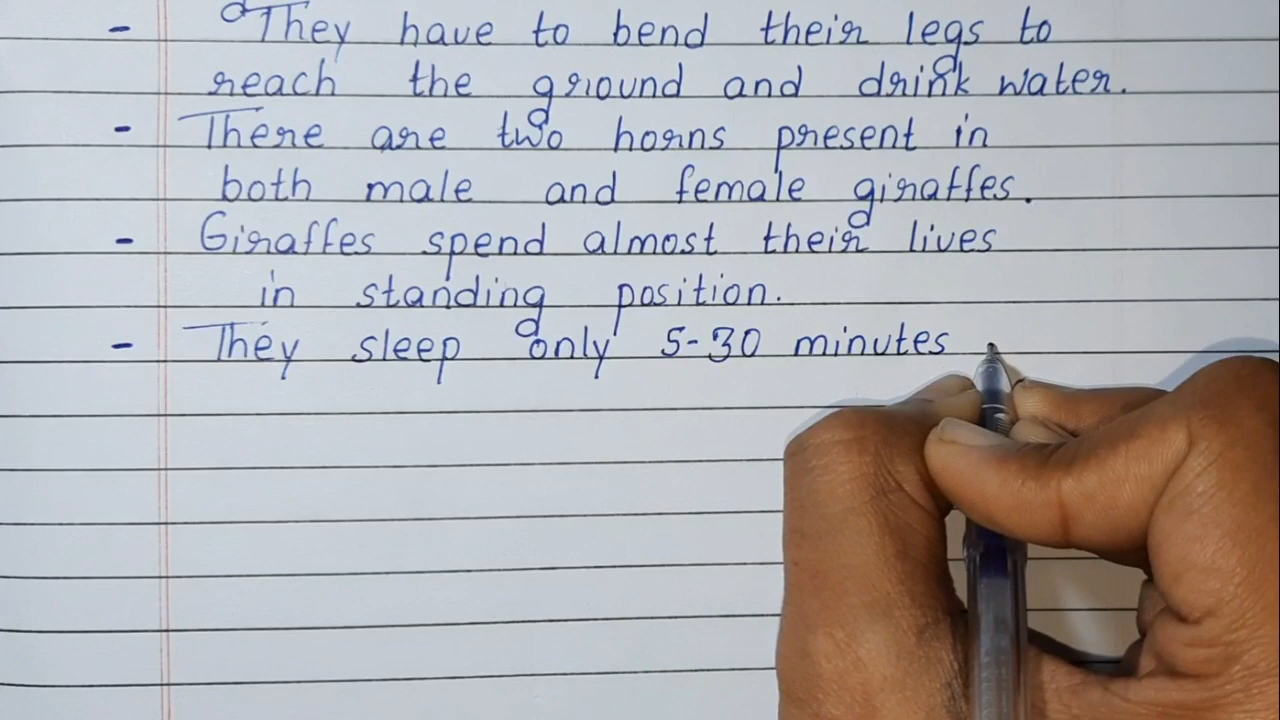 - They have to bend their legs to
reach the ground and drink water.
- There are two horns present in
both male and female giraffes.
- Giraffes spend almost their lives
in standing position.
- They sleep only 5-30 minutes